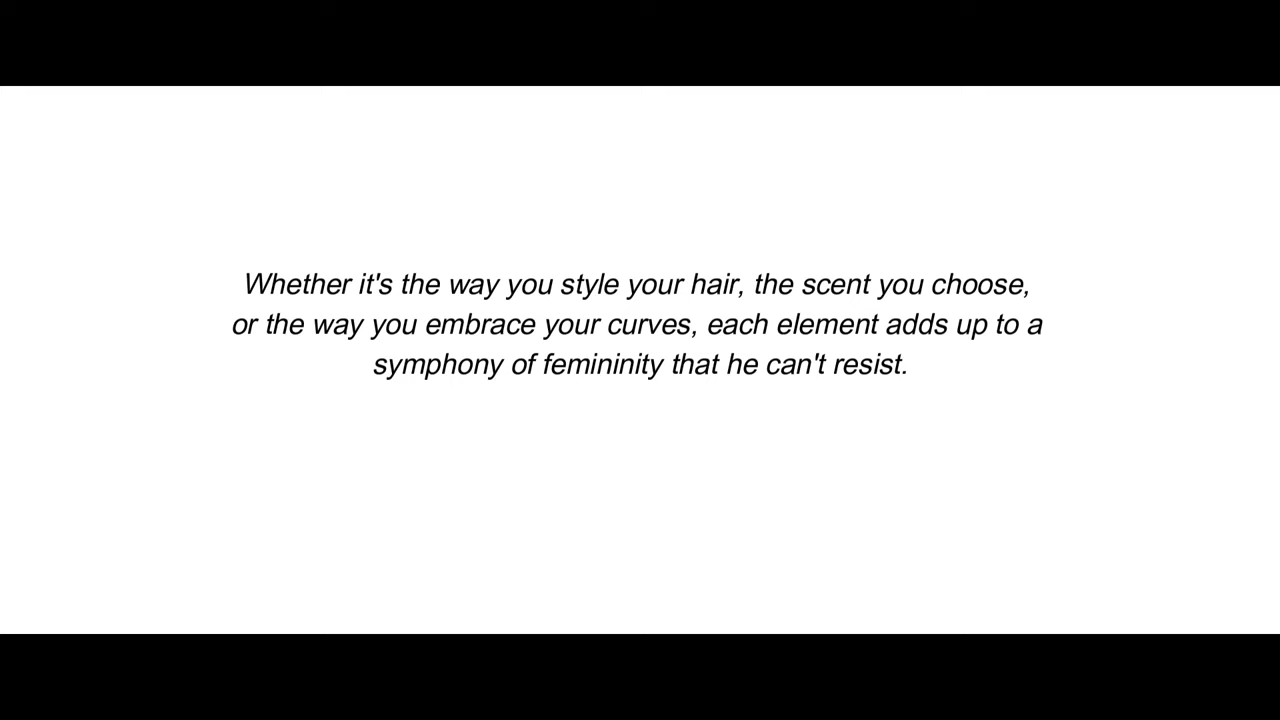 Whether it's the way you style your hair, the scent you choose,
or the way you embrace your curves, each element adds up to a
symphony of femininity that he can't resist.